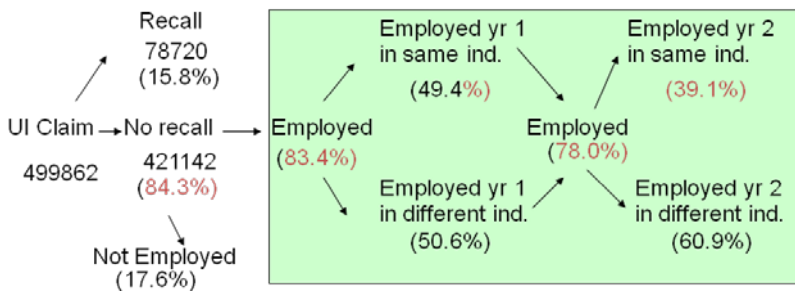 Recall
78720
(15.8%)
UI Claim
499862
No recall
421142
(84.3%)
Not Employed
(17.6%)
Employed
(83.4%)
Employed yr 1
in same ind.
(49.4%)
Employed yr 1
in different ind.
(50.6%)
Employed
(78.0%)
Employed yr 2
in same ind.
(39.1%)
Employed yr 2
in different ind.
(60.9%)